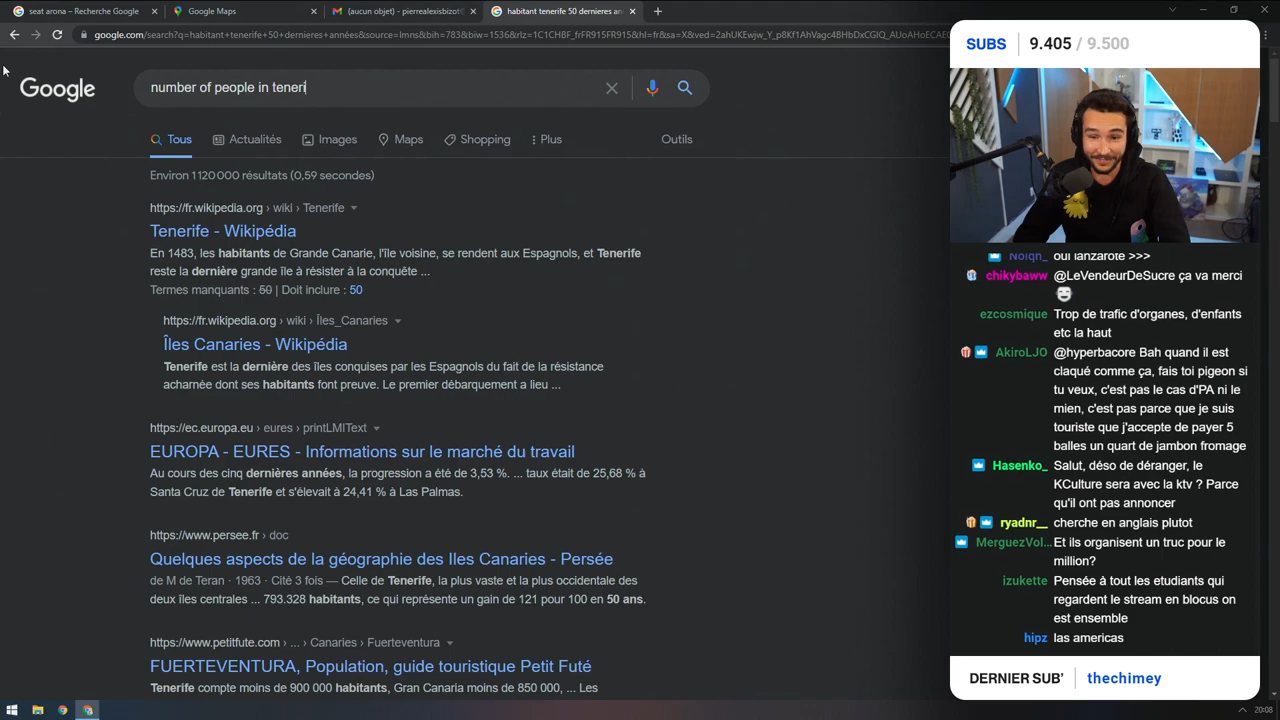 seat arona – Recherche Google
Google Maps
(aucun objet) - pierrealexisbizot
habitant tenerife 50 dernieres an
google.com/search?q=habitant+tenerife+50+dernieres+années&source=lmns&bih=783&biw=1536&rlz=1C1CHBF_frFR915FR915&hl=fr&sa=X&ved=
Google
number of people in teneri
Tous
Actualités
Images
Maps
Shopping
Plus
Outils
Environ 1 120 000 résultats (0,59 secondes)
https://fr.wikipedia.org › wiki › Tenerife
Tenerife - Wikipédia
En 1483, les habitants de Grande Canarie, l'île voisine, se rendent aux Espagnols, et Tenerife
reste la dernière grande île à résister à la conquête ...
Termes manquants : 50 | Doit inclure : 50
https://fr.wikipedia.org › wiki › Îles_Canaries
Îles Canaries - Wikipédia
Tenerife est la dernière des îles conquises par les Espagnols du fait de la résistance
acharnée dont ses habitants font preuve. Le premier débarquement a lieu ...
https://ec.europa.eu › eures › printLMIText
EUROPA - EURES - Informations sur le marché du travail
Au cours des cinq dernières années, la progression a été de 3,53 %. ... taux était de 25,68 % à
Santa Cruz de Tenerife et s'élevait à 24,41 % à Las Palmas.
https://www.persee.fr › doc
Quelques aspects de la géographie des Iles Canaries - Persée
de M de Teran · 1963 · Cité 3 fois — Celle de Tenerife, la plus vaste et la plus occidentale des
deux îles centrales ... 793.328 habitants, ce qui représente un gain de 121 pour 100 en 50 ans.
https://www.petitfute.com › ... › Canaries › Fuerteventura
FUERTEVENTURA, Population, guide touristique Petit Futé
Tenerife compte moins de 900 000 habitants, Gran Canaria moins de 850 000, ... Les
SUBS
9.405 / 9.500
oui lanzarote >>>
chikybaww @LeVendeurDeSucre ça va merci
ezcosmique Trop de trafic d'organes, d'enfants
etc la haut
AkiroLJO @hyperbacore Bah quand il est
claqué comme ça, fais toi pigeon si
tu veux, c'est pas le cas d'PA ni le
mien, c'est pas parce que je suis
touriste que j'accepte de payer 5
balles un quart de jambon fromage
Hasenko_ Salut, déso de déranger, le
KCulture sera avec la ktv ? Parce
qu'il ont pas annoncer
ryadnr__ cherche en anglais plutot
MerguezVol... Et ils organisent un truc pour le
million?
izukette Pensée à tout les etudiants qui
regardent le stream en blocus on
est ensemble
hipz las americas
DERNIER SUB' thechimey
20:08